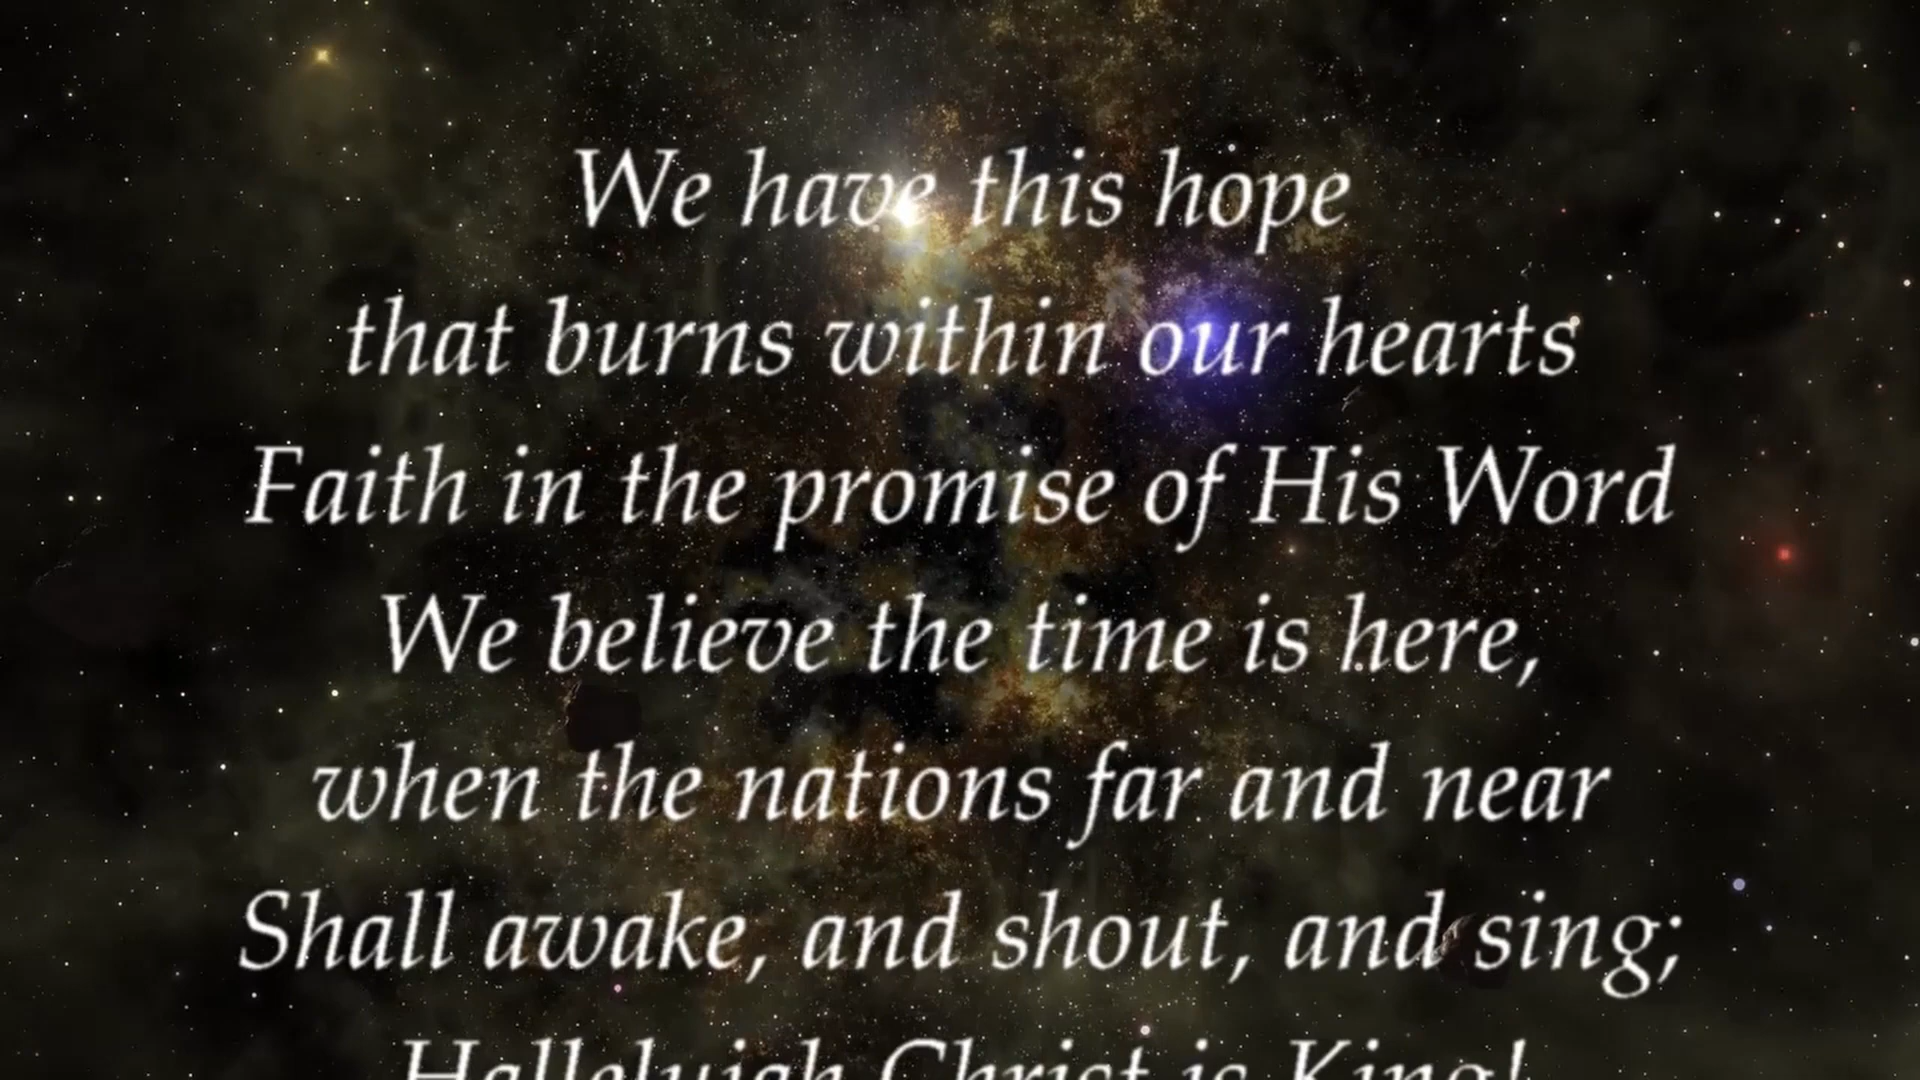 We have this hope
that burns within our hearts
Faith in the promise of His Word
We believe the time is here,
when the nations far and near
Shall awake, and shout, and sing;
Hallelujah Christ is King!